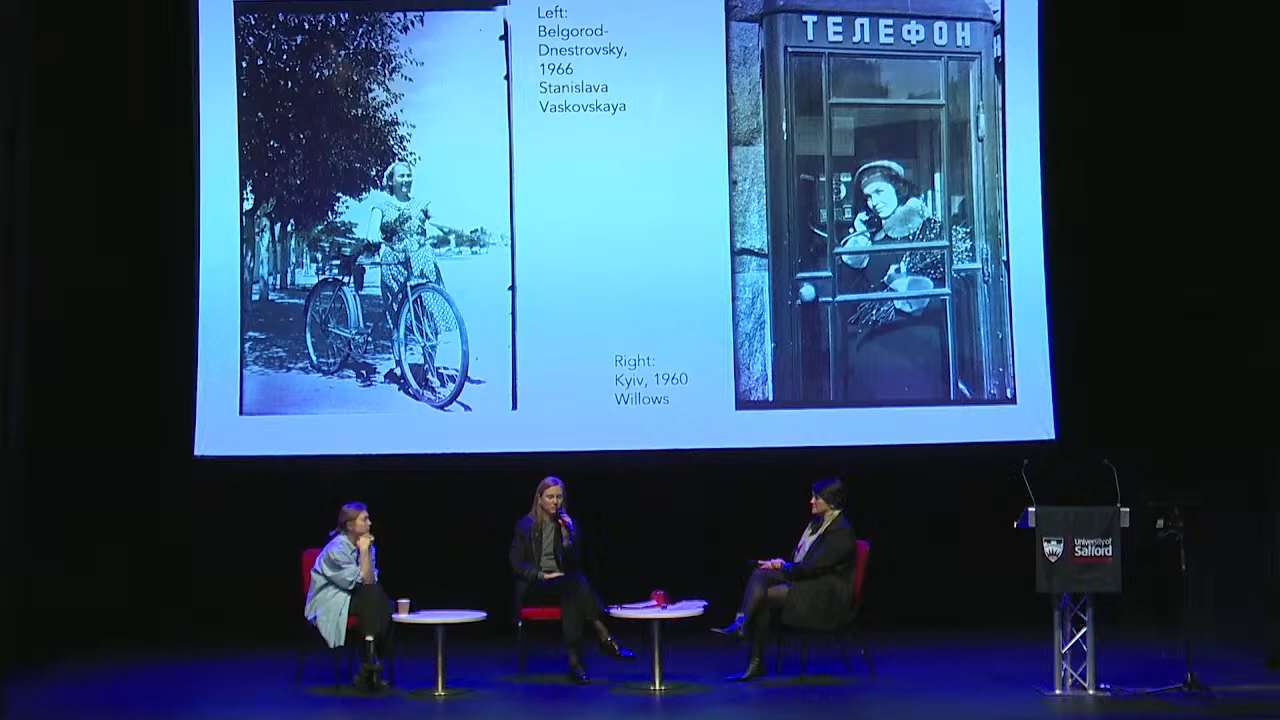 Left:
Belgorod-
Dnestrovsky,
1966
Stanislava
Vaskovskaya
ТЕЛЕФОН
Right:
Kyiv, 1960
Willows
University of
Salford